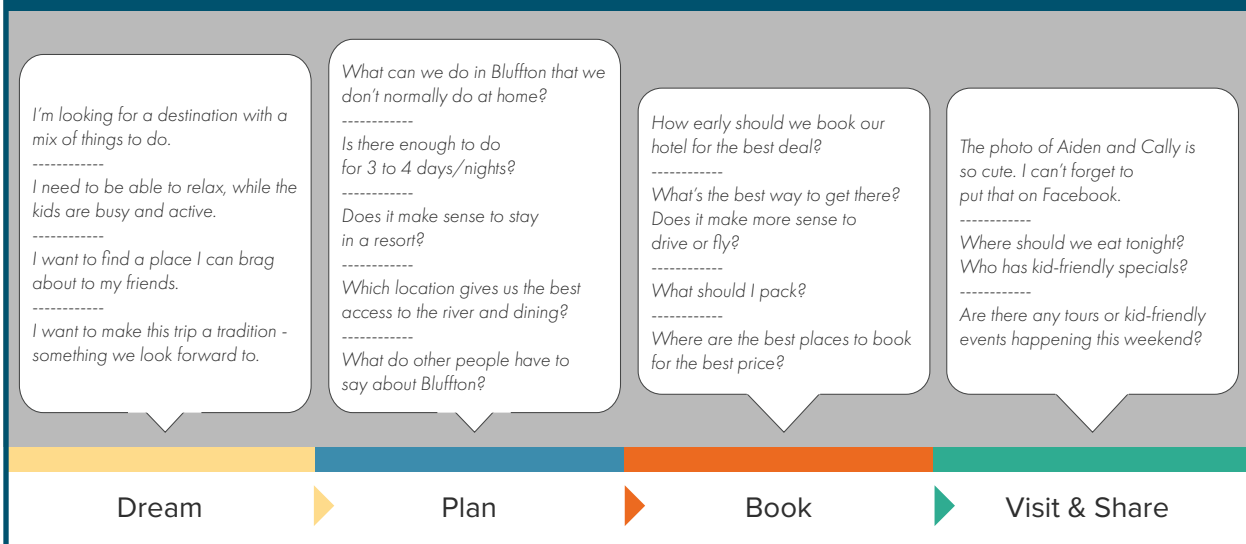 I'm looking for a destination with a
mix of things to do.
------------
I need to be able to relax, while the
kids are busy and active.
------------
I want to find a place I can brag
about to my friends.
------------
I want to make this trip a tradition -
something we look forward to.
What can we do in Bluffton that we
don't normally do at home?
------------
Is there enough to do
for 3 to 4 days/nights?
------------
Does it make sense to stay
in a resort?
------------
Which location gives us the best
access to the river and dining?
------------
What do other people have to
say about Bluffton?
How early should we book our
hotel for the best deal?
------------
What's the best way to get there?
Does it make more sense to
drive or fly?
------------
What should I pack?
------------
Where are the best places to book
for the best price?
The photo of Aiden and Cally is
so cute. I can't forget to
put that on Facebook.
------------
Where should we eat tonight?
Who has kid-friendly specials?
------------
Are there any tours or kid-friendly
events happening this weekend?
Dream
Plan
Book
Visit & Share